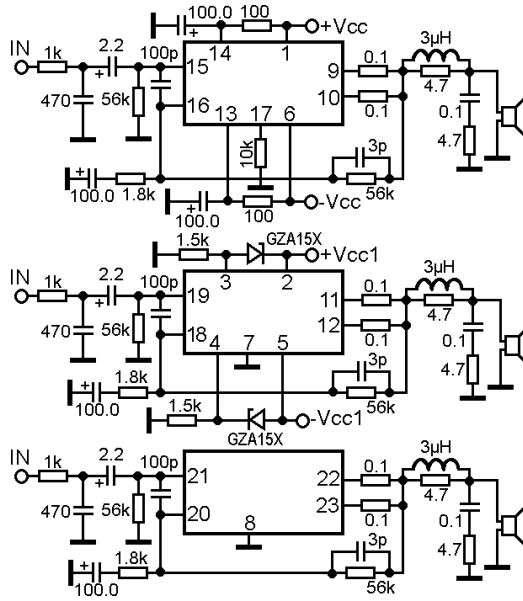 100.0 100 +Vcc
IN 1k 2.2 100p 14 1 3µH
15 9 0.1 4.7
470 56k 16 10 0.1 0.1
13 17 6 4.7
10k 3p
100.0 1.8k 56k
100.0 100 -Vcc
1.5k GZA15X +Vcc1
IN 1k 2.2 100p 3 2 3µH
19 11 0.1 4.7
470 56k 18 12 0.1 0.1
4 7 5 4.7
3p
1.8k 56k
100.0 1.5k -Vcc1
GZA15X
IN 1k 2.2 100p 3µH
21 22 0.1 4.7
470 56k 20 23 0.1 0.1
8 4.7
1.8k 3p
100.0 56k